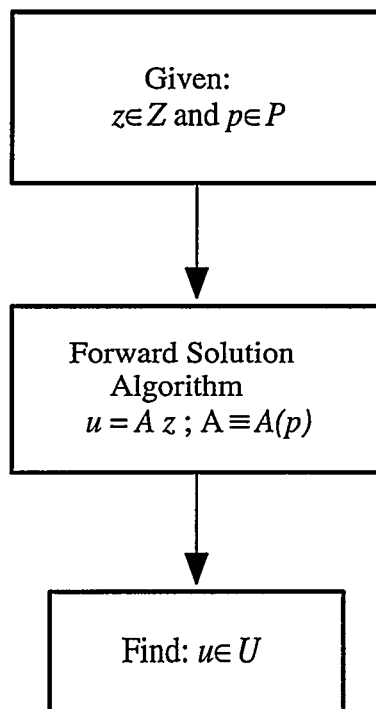 Given:
z∈Z and p∈P
Forward Solution
Algorithm
u = A z ; A ≡ A(p)
Find: u∈ U